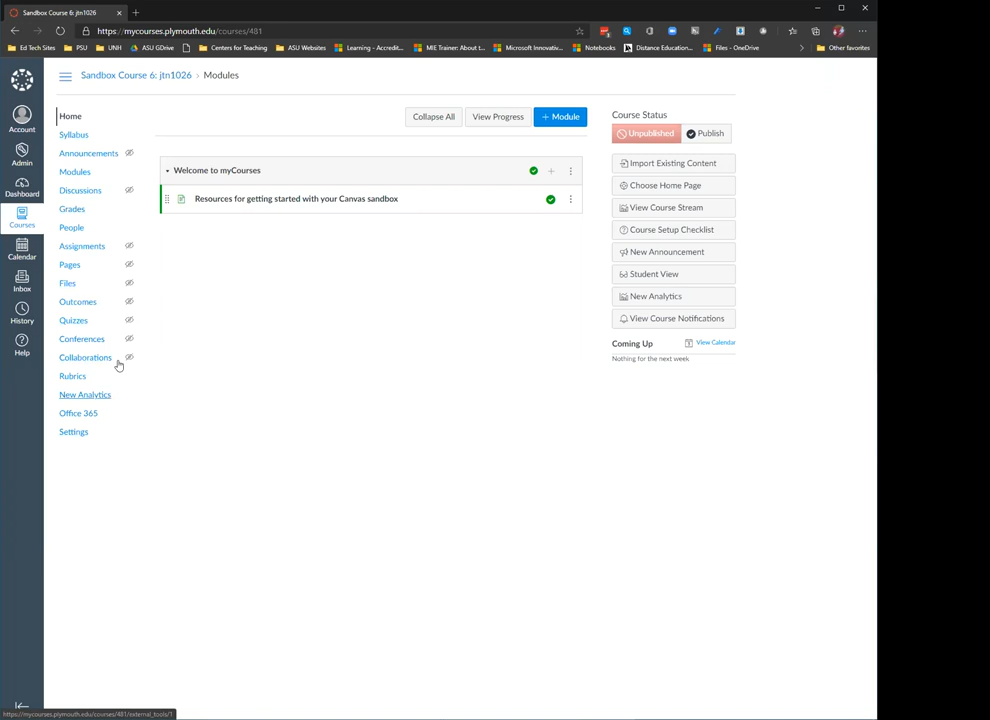 Sandbox Course 6: jtn1026
https://mycourses.plymouth.edu/courses/481
Ed Tech Sites
PSU
UNH
ASU GDrive
Centers for Teaching
ASU Websites
Learning - Accredit...
MIE Trainer: About t...
Microsoft Innovativ...
Notebooks
Distance Education...
Files - OneDrive
Other favorites
Sandbox Course 6: jtn1026 › Modules
Account
Admin
Dashboard
Courses
Calendar
Inbox
History
Help
Home
Syllabus
Announcements
Modules
Discussions
Grades
People
Assignments
Pages
Files
Outcomes
Quizzes
Conferences
Collaborations
Rubrics
New Analytics
Office 365
Settings
Collapse All
View Progress
+ Module
Welcome to myCourses
Resources for getting started with your Canvas sandbox
Course Status
Unpublished
Publish
Import Existing Content
Choose Home Page
View Course Stream
Course Setup Checklist
New Announcement
Student View
New Analytics
View Course Notifications
Coming Up
View Calendar
Nothing for the next week
https://mycourses.plymouth.edu/courses/481/external_tools/1